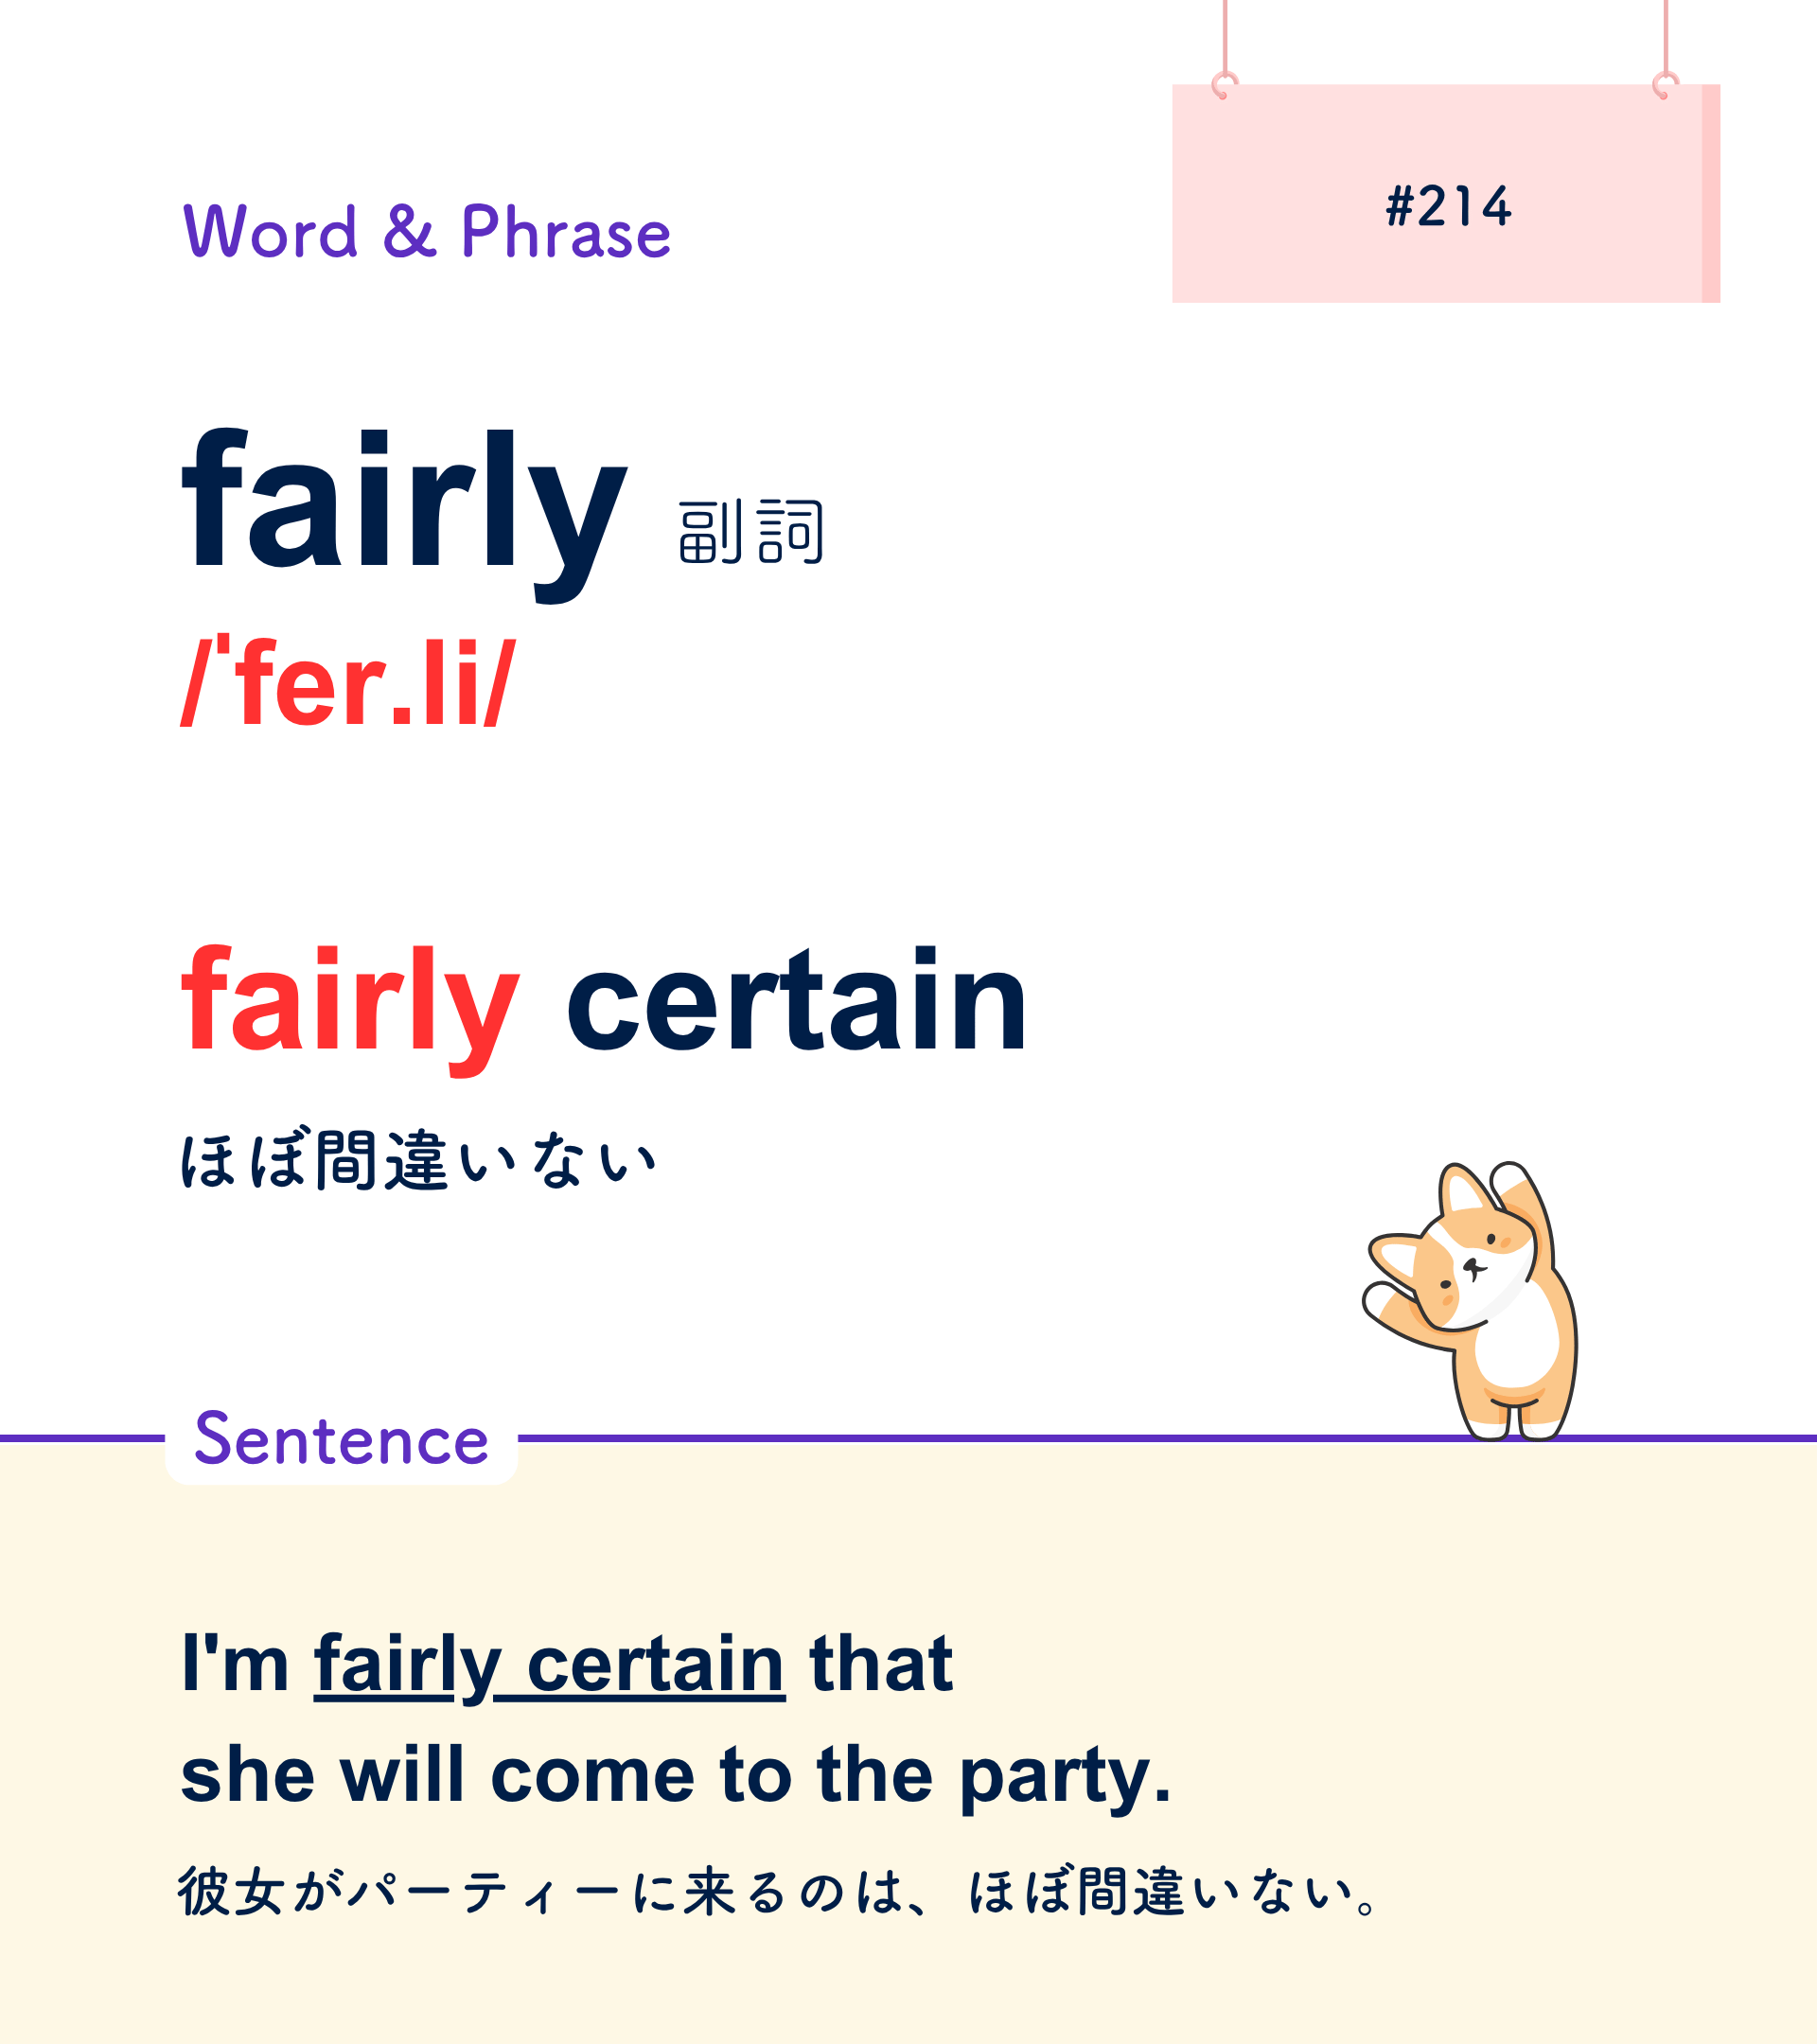 Word & Phrase
#214
fairly 副詞
/ˈfer.li/
fairly certain
ほぼ間違いない
Sentence
I'm fairly certain that
she will come to the party.
彼女がパーティーに来るのは、ほぼ間違いない。